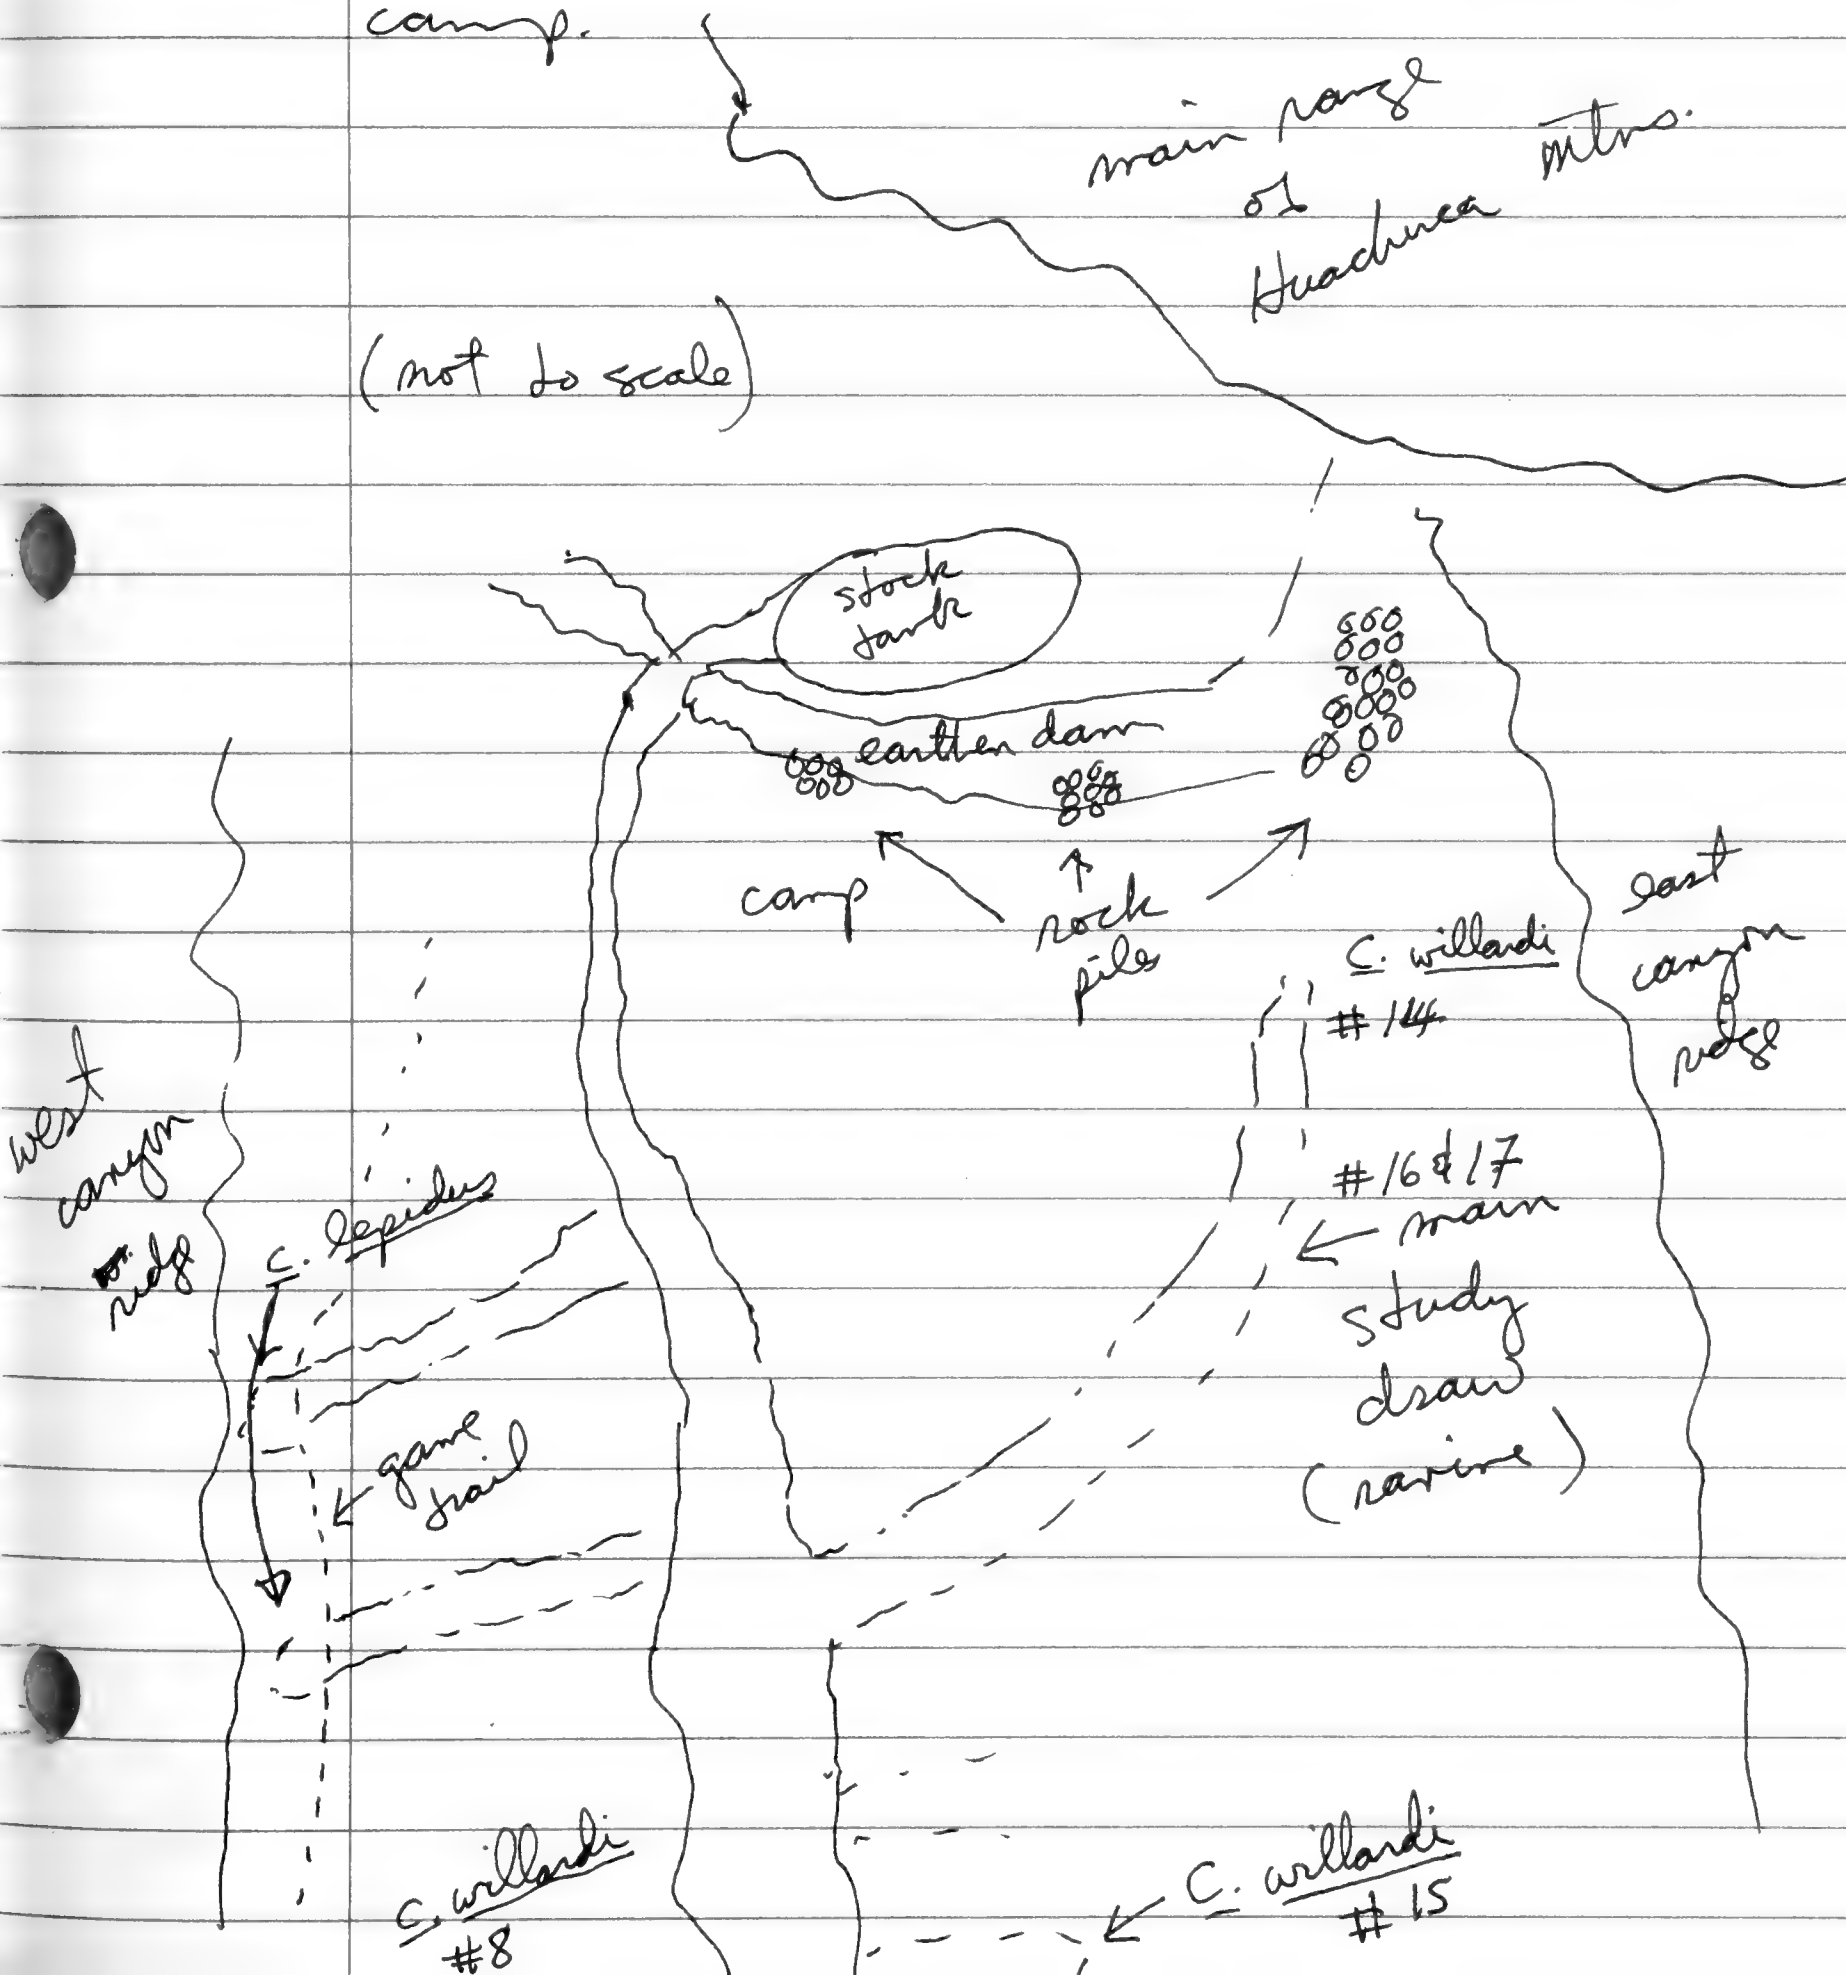 camp.
main range
of
Huachuca mtns.
(not to scale)
stock
tank
earthen dam
camp
rock
piles
east
canyon
ridge
C. willardi
# 14
west
canyon
ridge
#16 & 17
main
study
draw
(ravine)
C. lepidus
game
trail
C. willardi
#8
C. willardi
# 15